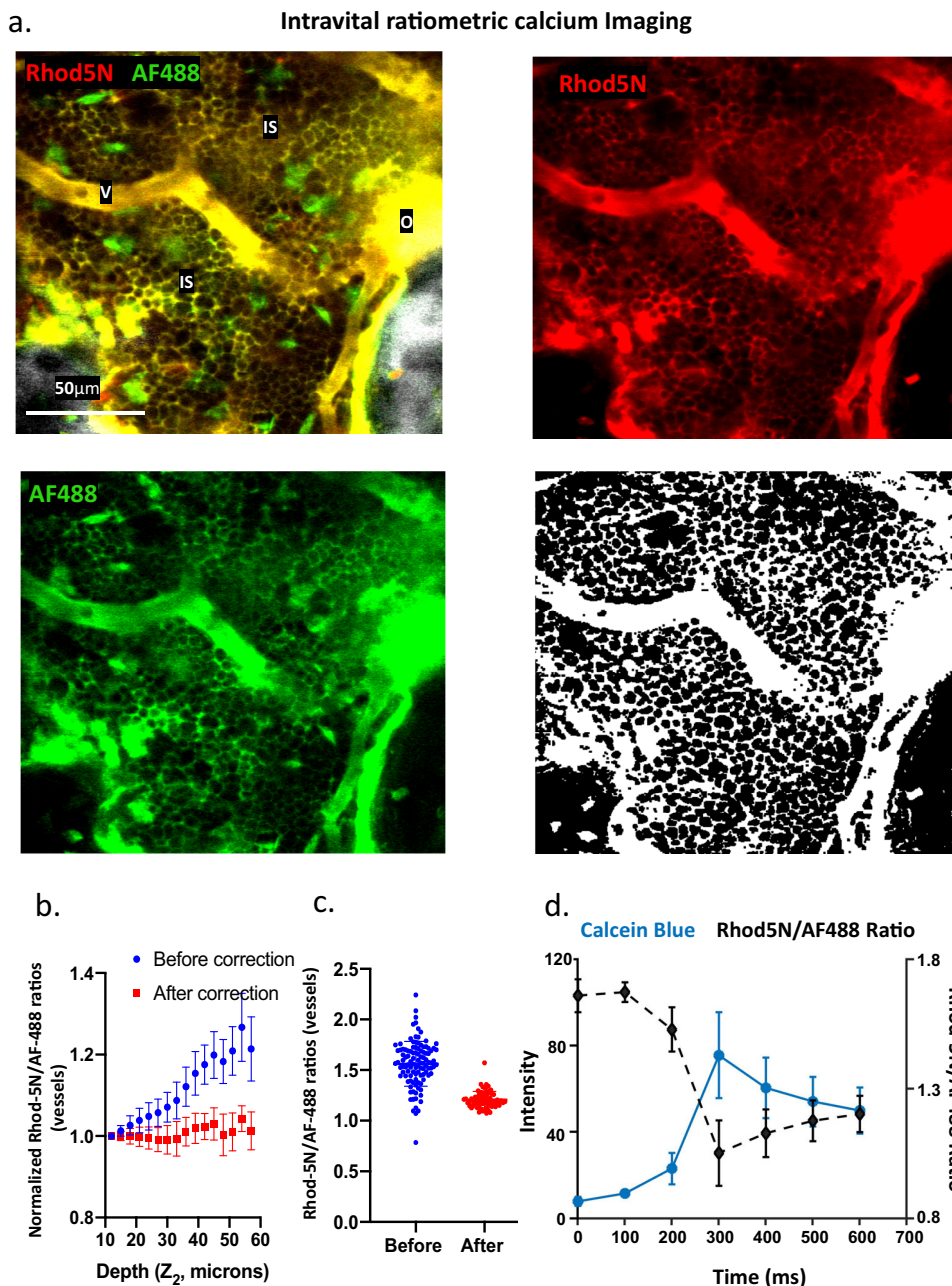 a.
Intravital ratiometric calcium Imaging
Rhod5N AF488
IS
V
O
IS
50μm
Rhod5N
AF488
b.
Before correction
After correction
Normalized Rhod-5N/AF-488 ratios
(vessels)
1.4
1.2
1.0
0.8
10 20 30 40 50 60
Depth (Z2, microns)
c.
Rhod-5N/AF-488 ratios (vessels)
2.5
2.0
1.5
1.0
0.5
0.0
Before After
d.
Calcein Blue Rhod5N/AF488 Ratio
Intensity
120
80
40
0
1.8
1.3
0.8
0 100 200 300 400 500 600 700
Time (ms)